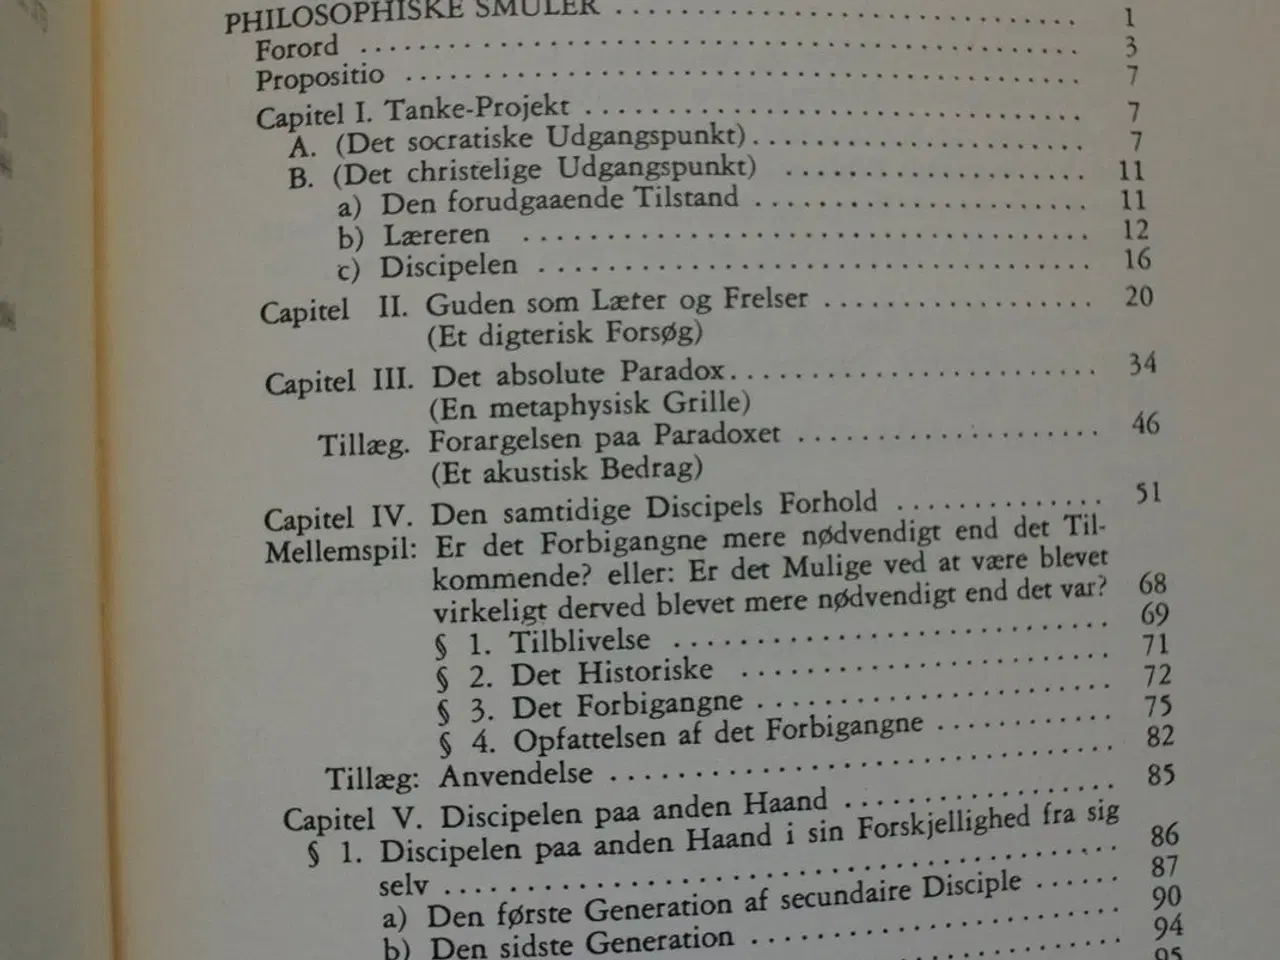 PHILOSOPHISKE SMULER ........ 1
Forord ........ 3
Propositio ........ 7
Capitel I. Tanke-Projekt ........ 7
A. (Det socratiske Udgangspunkt) ........ 7
B. (Det christelige Udgangspunkt) ........ 11
a) Den forudgaaende Tilstand ........ 11
b) Læreren ........ 12
c) Discipelen ........ 16
Capitel II. Guden som Læter og Frelser ........ 20
(Et digterisk Forsøg)
Capitel III. Det absolute Paradox ........ 34
(En metaphysisk Grille)
Tillæg. Forargelsen paa Paradoxet ........ 46
(Et akustisk Bedrag)
Capitel IV. Den samtidige Discipels Forhold ........ 51
Mellemspil: Er det Forbigangne mere nødvendigt end det Til-
kommende? eller: Er det Mulige ved at være blevet
virkeligt derved blevet mere nødvendigt end det var? 68
§ 1. Tilblivelse ........ 69
§ 2. Det Historiske ........ 71
§ 3. Det Forbigangne ........ 72
§ 4. Opfattelsen af det Forbigangne ........ 75
Tillæg: Anvendelse ........ 82
Capitel V. Discipelen paa anden Haand ........ 85
§ 1. Discipelen paa anden Haand i sin Forskjellighed fra sig
selv ........ 86
a) Den første Generation af secundaire Disciple ........ 87
b) Den sidste Generation ........ 90
94
95